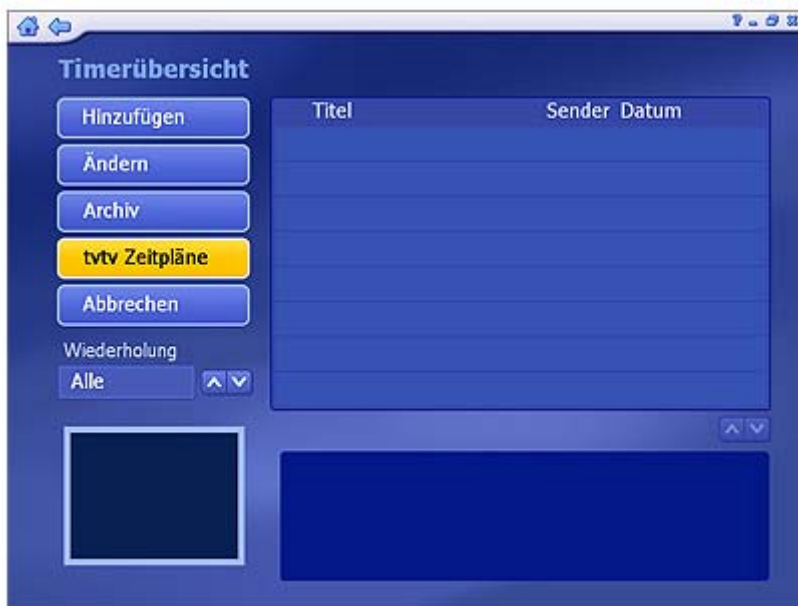 Timerübersicht
Hinzufügen
Ändern
Archiv
tvtv Zeitpläne
Abbrechen
Wiederholung
Alle
Titel Sender Datum